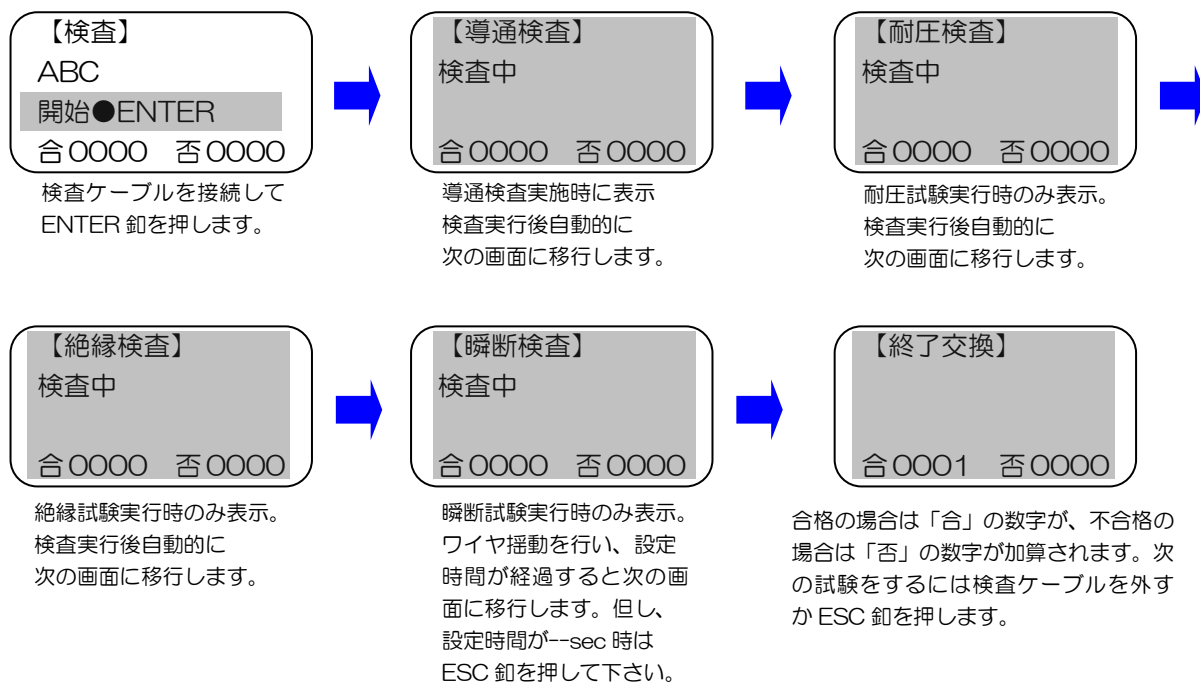 【検査】
ABC
開始●ENTER
合0000 否0000
検査ケーブルを接続して
ENTER 釦を押します。
【導通検査】
検査中
合0000 否0000
導通検査実施時に表示
検査実行後自動的に
次の画面に移行します。
【耐圧検査】
検査中
合0000 否0000
耐圧試験実行時のみ表示。
検査実行後自動的に
次の画面に移行します。
【絶縁検査】
検査中
合0000 否0000
絶縁試験実行時のみ表示。
検査実行後自動的に
次の画面に移行します。
【瞬断検査】
検査中
合0000 否0000
瞬断試験実行時のみ表示。
ワイヤ揺動を行い、設定
時間が経過すると次の画
面に移行します。但し、
設定時間が--sec 時は
ESC 釦を押して下さい。
【終了交換】
合0001 否0000
合格の場合は「合」の数字が、不合格の
場合は「否」の数字が加算されます。次
の試験をするには検査ケーブルを外す
か ESC 釦を押します。